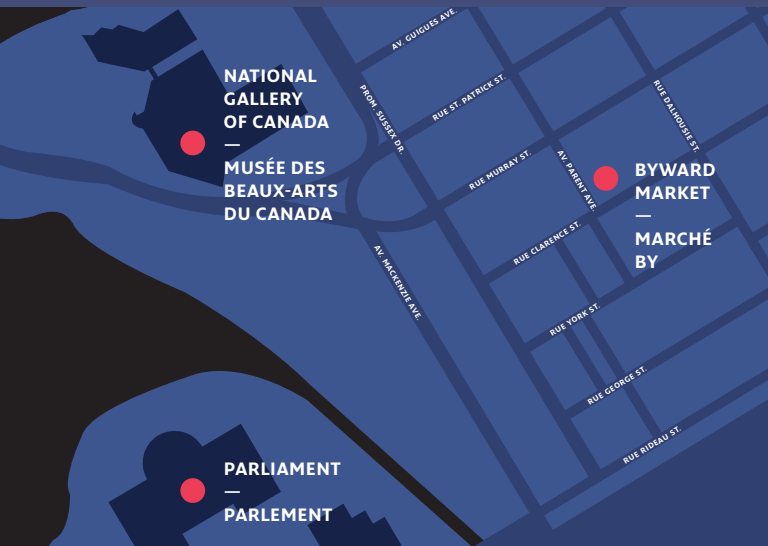 AV. GUIGUES AVE.
NATIONAL
GALLERY
OF CANADA
—
MUSÉE DES
BEAUX-ARTS
DU CANADA
PROM. SUSSEX DR.
RUE ST. PATRICK ST.
RUE DALHOUSIE ST.
RUE MURRAY ST.
AV. PARENT AVE.
BYWARD
MARKET
—
MARCHÉ
BY
RUE CLARENCE ST.
AV. MACKENZIE AVE.
RUE YORK ST.
RUE GEORGE ST.
RUE RIDEAU ST.
PARLIAMENT
—
PARLEMENT